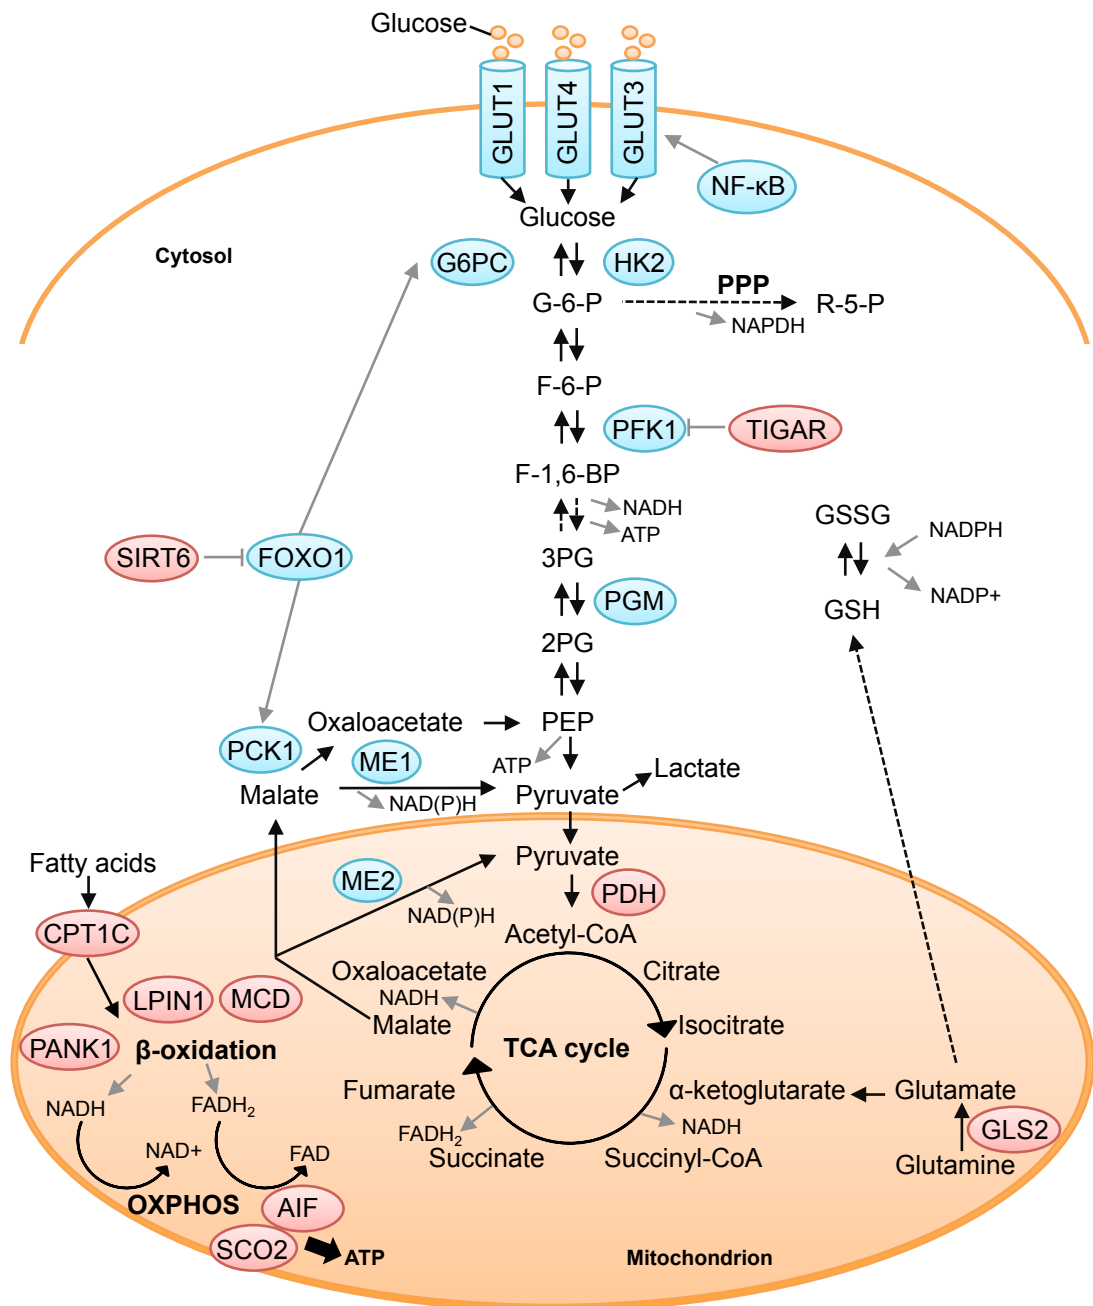 Glucose
GLUT1
GLUT4
GLUT3
NF-κB
Glucose
Cytosol
G6PC
HK2
PPP
G-6-P
R-5-P
NAPDH
F-6-P
PFK1
TIGAR
F-1,6-BP
NADH
ATP
GSSG
NADPH
SIRT6
FOXO1
3PG
NADP+
PGM
GSH
2PG
Oxaloacetate
PEP
PCK1
ME1
ATP
Lactate
Malate
NAD(P)H
Pyruvate
Fatty acids
Pyruvate
ME2
PDH
NAD(P)H
CPT1C
Acetyl-CoA
Oxaloacetate
Citrate
LPIN1
MCD
NADH
Malate
Isocitrate
PANK1
β-oxidation
TCA cycle
Fumarate
α-ketoglutarate
Glutamate
NADH
FADH₂
FADH₂
NADH
GLS2
NAD+
FAD
Succinate
Succinyl-CoA
Glutamine
OXPHOS
AIF
SCO2
ATP
Mitochondrion